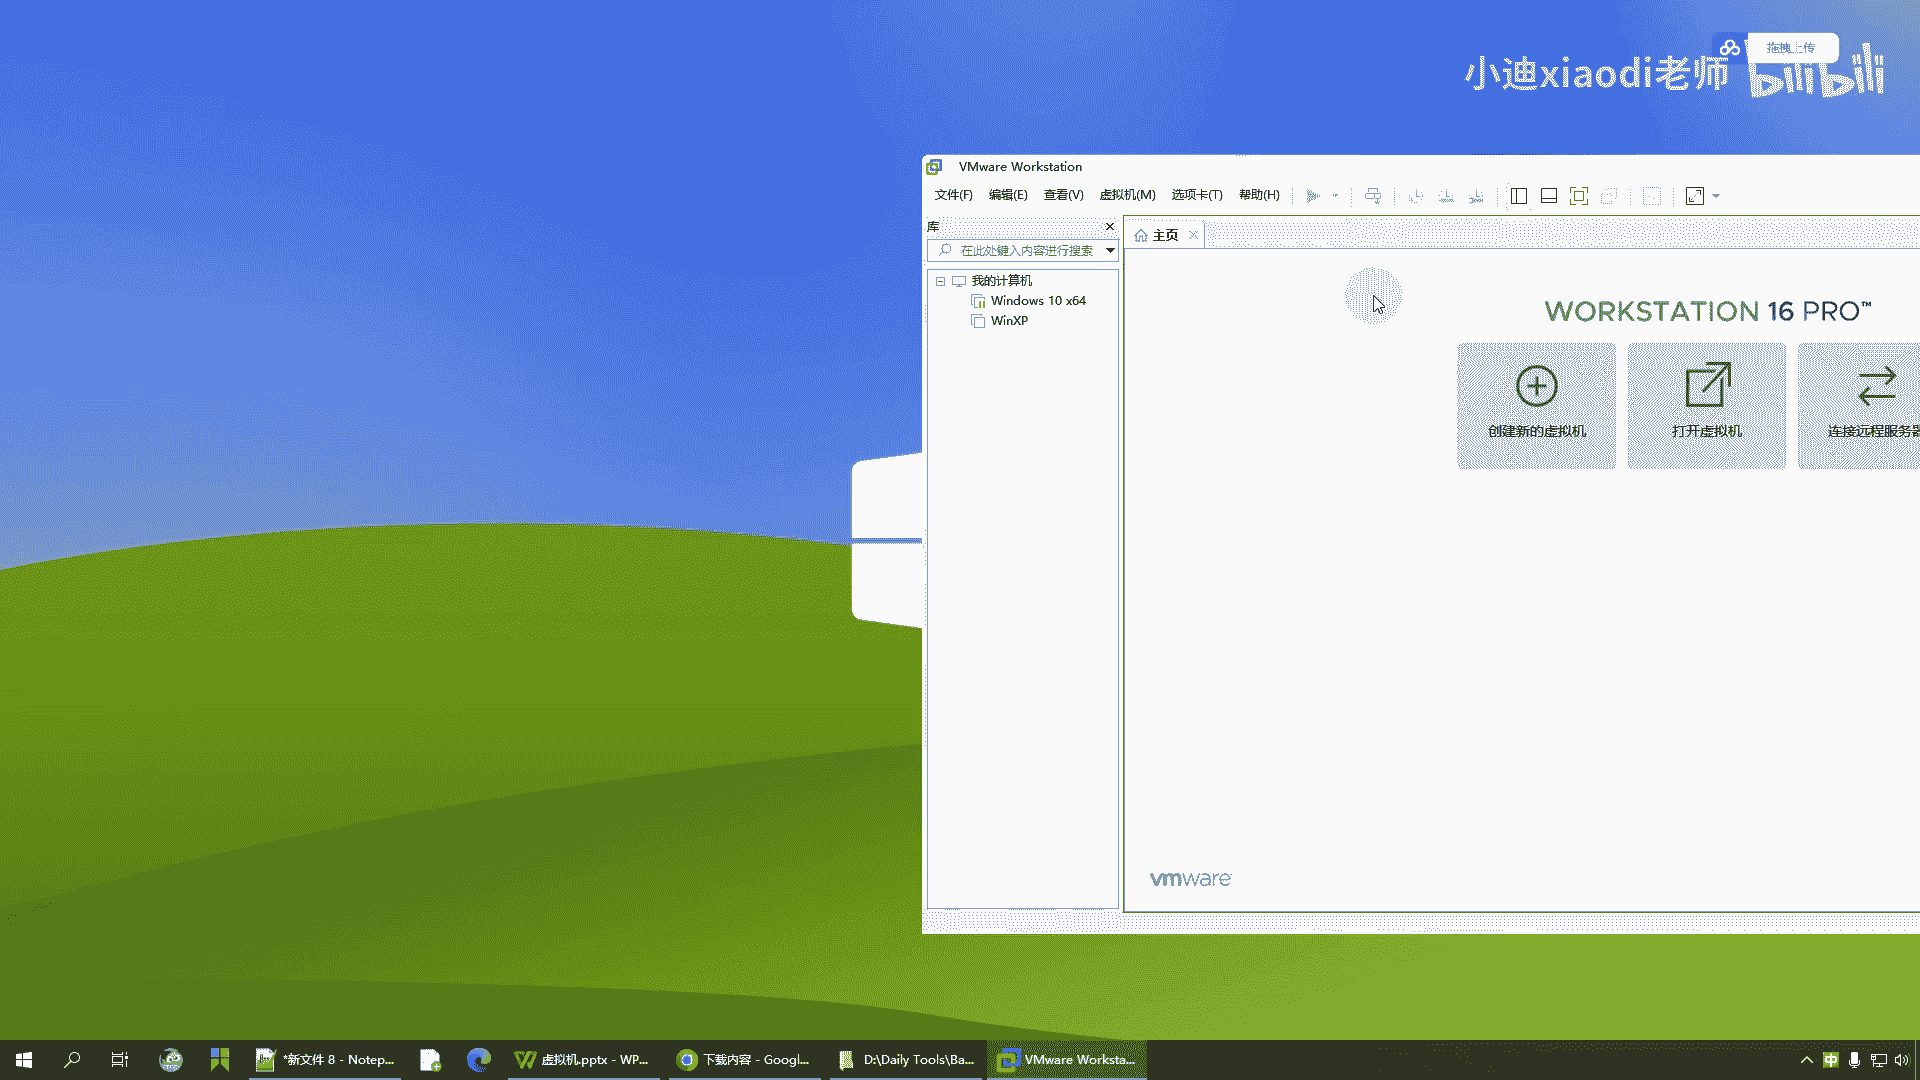 拖拽上传
小迪xiaodi老师 bilibili
VMware Workstation
文件(F) 编辑(E) 查看(V) 虚拟机(M) 选项卡(T) 帮助(H)
库
主页
在此处键入内容进行搜索
我的计算机
Windows 10 x64
WinXP
WORKSTATION 16 PRO™
创建新的虚拟机 打开虚拟机 连接远程服务器
vmware
*新文件 8 - Notep... 虚拟机.pptx - WP... 下载内容 - Googl... D:\Daily Tools\Ba... VMware Worksta... 中